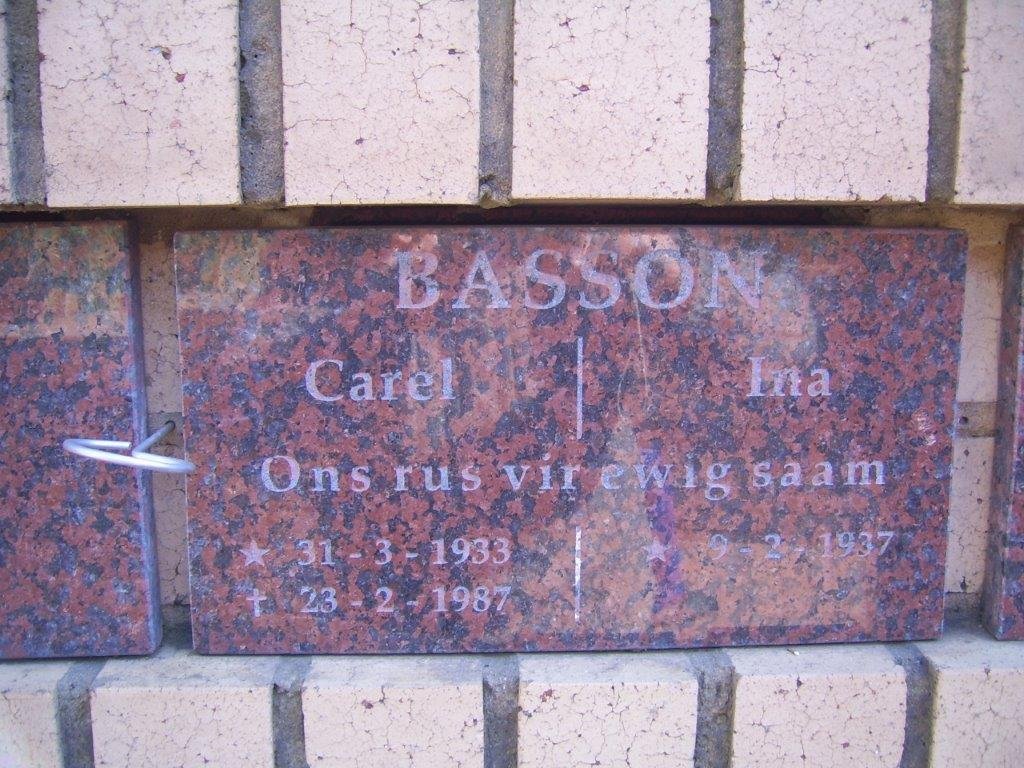 BASSON
Carel | Ina
Ons rus vir ewig saam
★ 31 - 3 - 1933 | ★ 9 - 2 - 1937
✝ 23 - 2 - 1987